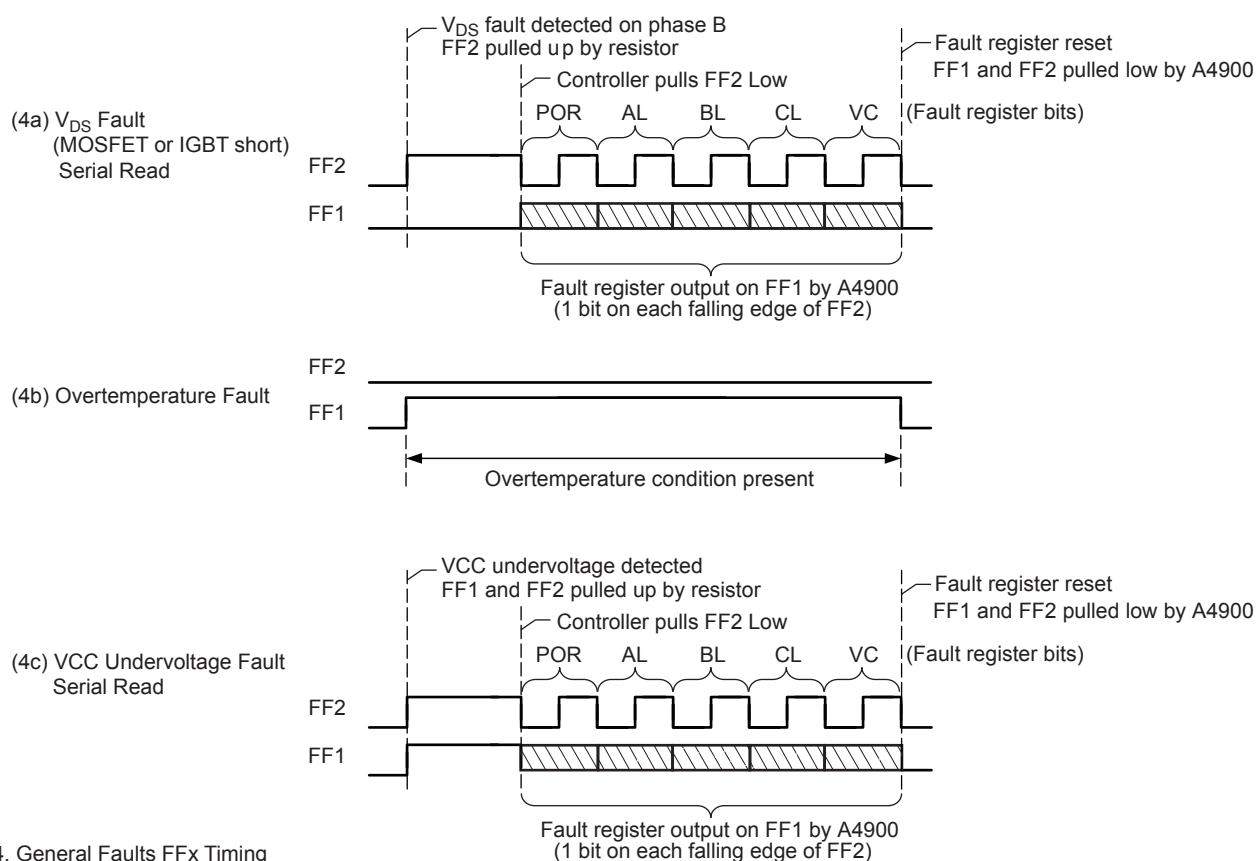 V_DS fault detected on phase B
FF2 pulled up by resistor
Fault register reset
FF1 and FF2 pulled low by A4900
Controller pulls FF2 Low
(4a) V_DS Fault
(MOSFET or IGBT short)
Serial Read
POR AL BL CL VC (Fault register bits)
FF2
FF1
Fault register output on FF1 by A4900
(1 bit on each falling edge of FF2)
(4b) Overtemperature Fault
FF2
FF1
Overtemperature condition present
VCC undervoltage detected
FF1 and FF2 pulled up by resistor
Fault register reset
FF1 and FF2 pulled low by A4900
Controller pulls FF2 Low
(4c) VCC Undervoltage Fault
Serial Read
POR AL BL CL VC (Fault register bits)
FF2
FF1
Fault register output on FF1 by A4900
(1 bit on each falling edge of FF2)
. General Faults FFx Timing